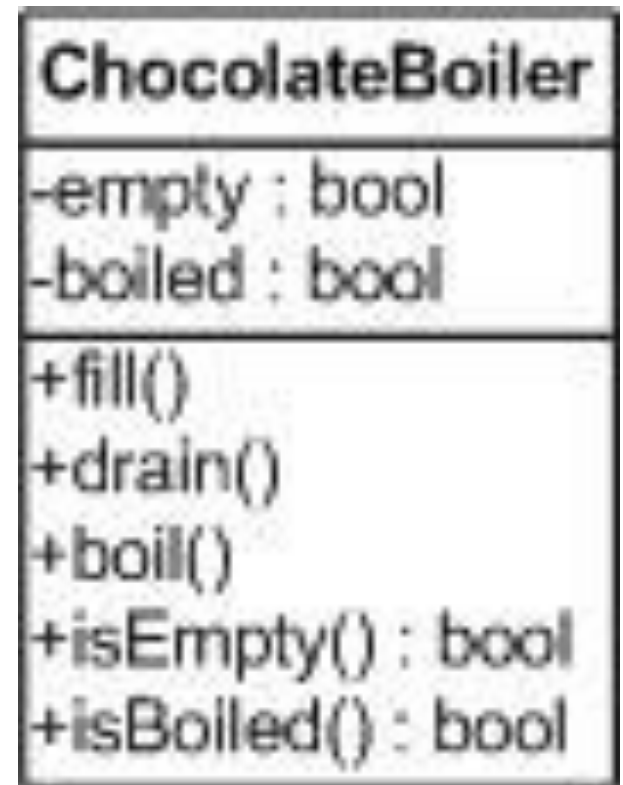 ChocolateBoiler
-empty : bool
-boiled : bool
+fill()
+drain()
+boil()
+isEmpty() : bool
+isBoiled() : bool